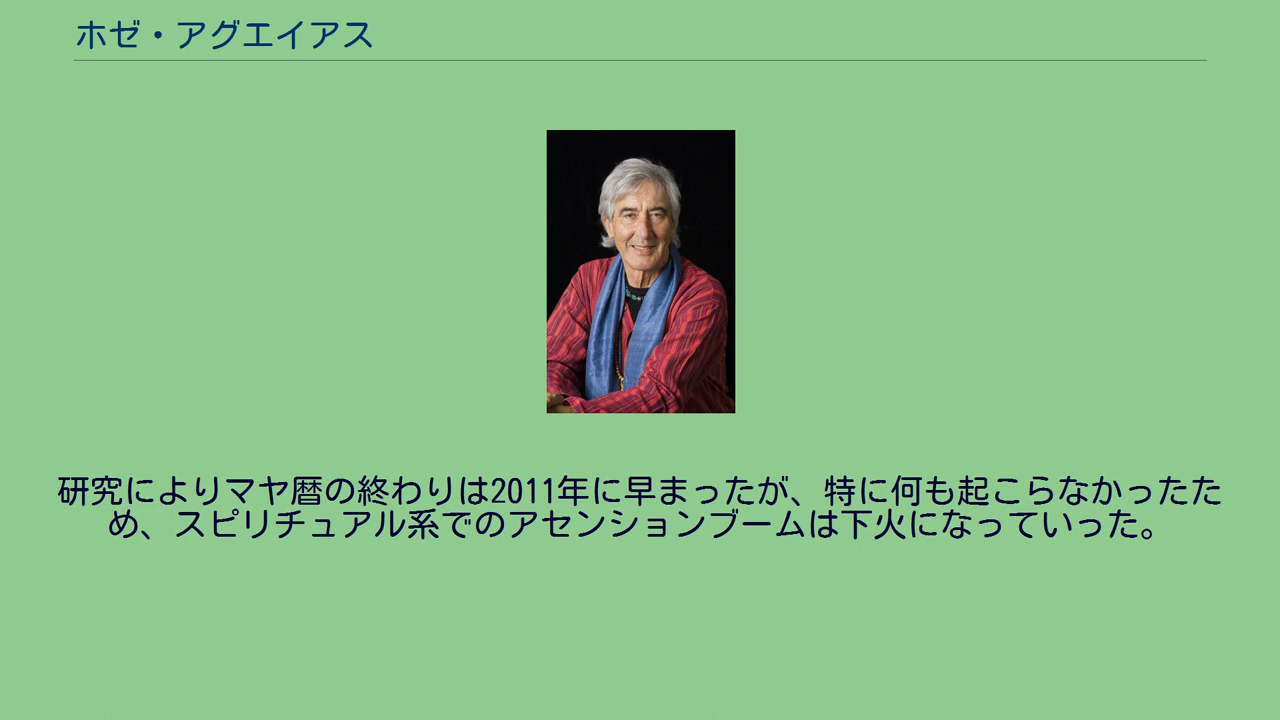 ホゼ・アグエイアス
研究によりマヤ暦の終わりは2011年に早まったが、特に何も起こらなかったた
め、スピリチュアル系でのアセンションブームは下火になっていった。